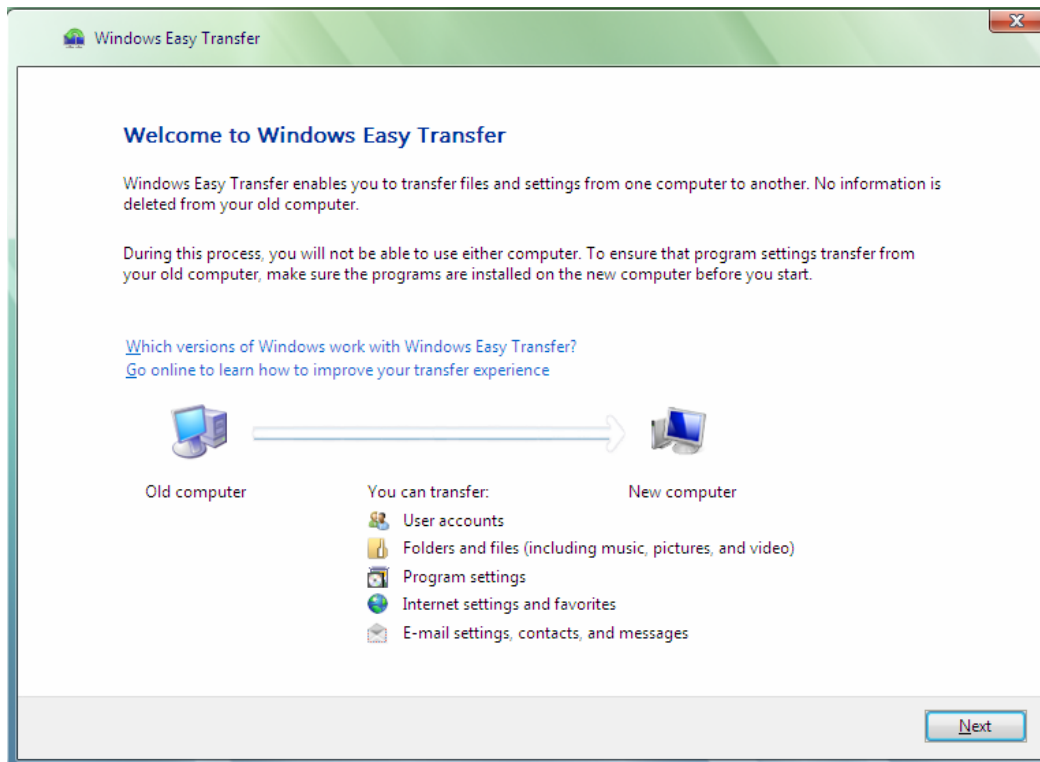 Windows Easy Transfer
Welcome to Windows Easy Transfer
Windows Easy Transfer enables you to transfer files and settings from one computer to another. No information is
deleted from your old computer.
During this process, you will not be able to use either computer. To ensure that program settings transfer from
your old computer, make sure the programs are installed on the new computer before you start.
Which versions of Windows work with Windows Easy Transfer?
Go online to learn how to improve your transfer experience
Old computer
You can transfer:
New computer
User accounts
Folders and files (including music, pictures, and video)
Program settings
Internet settings and favorites
E-mail settings, contacts, and messages
Next